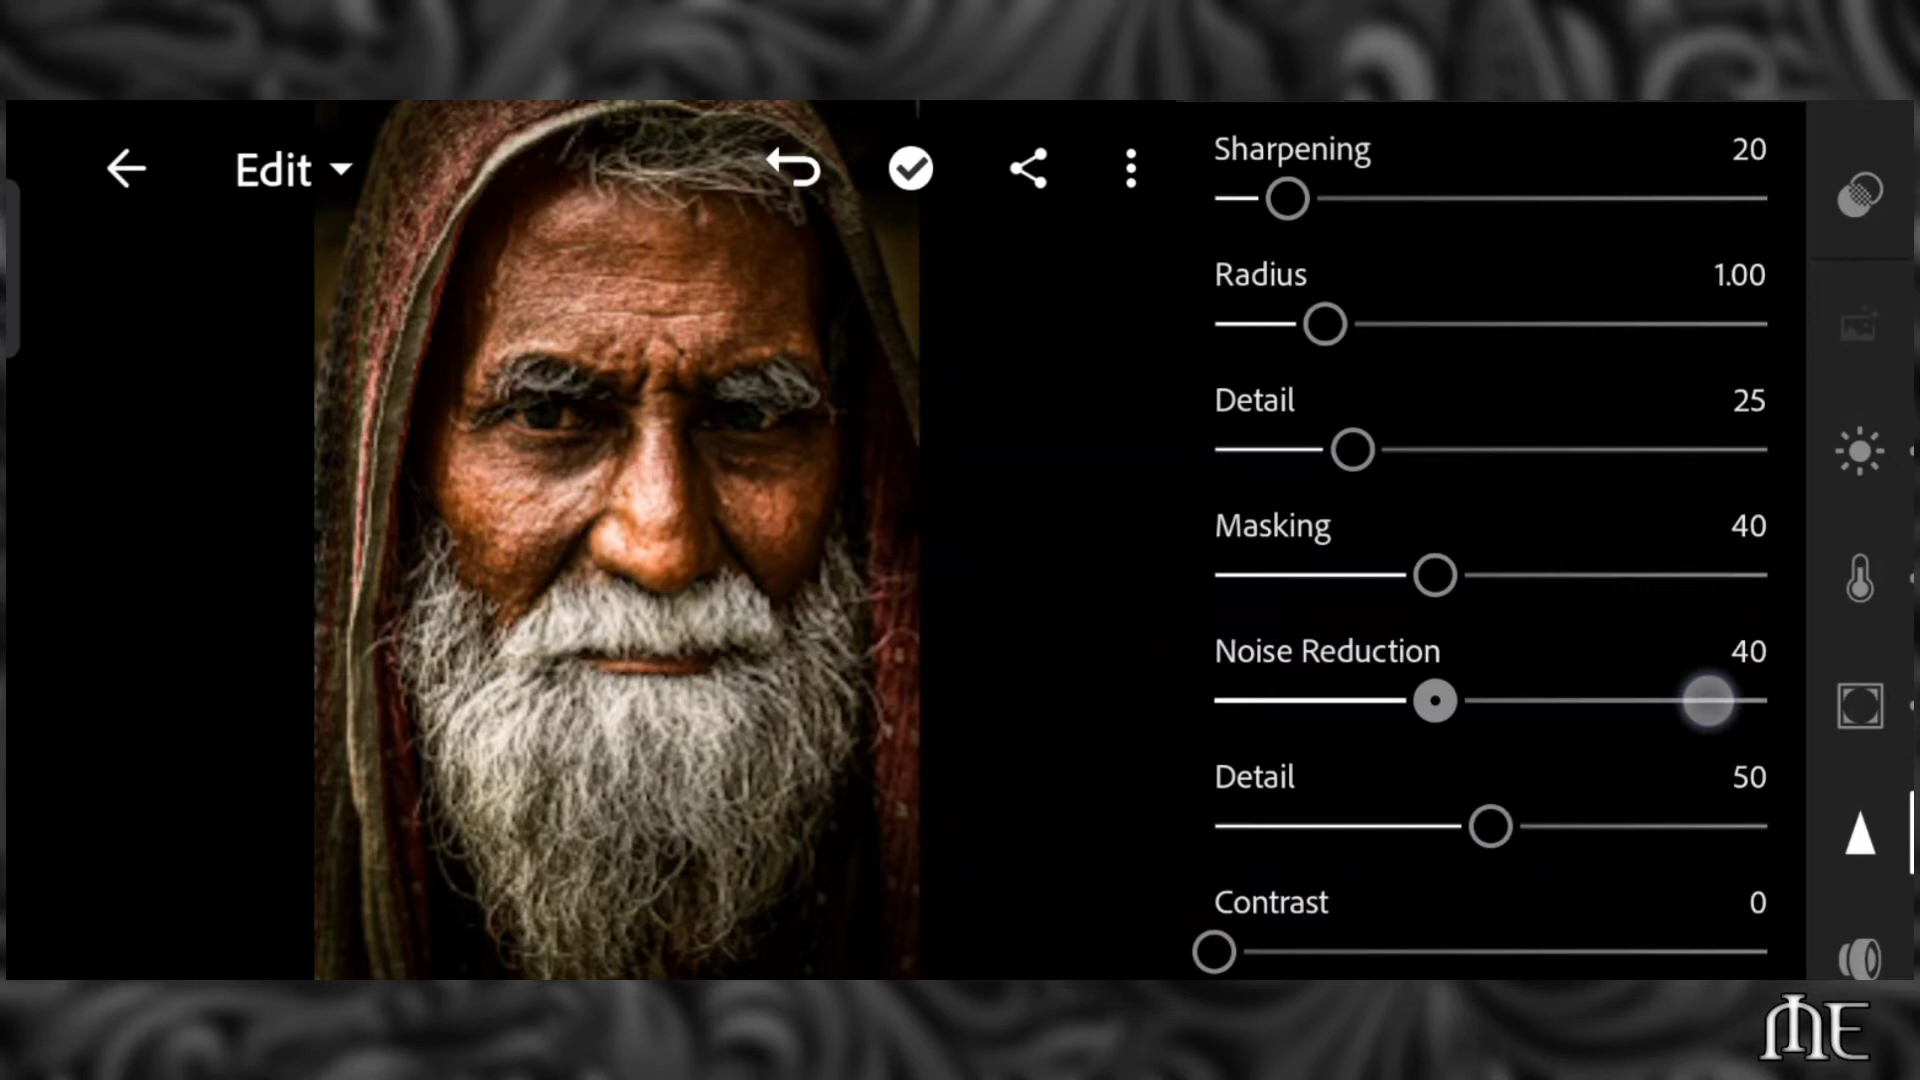 Edit
Sharpening 20
Radius 1.00
Detail 25
Masking 40
Noise Reduction 40
Detail 50
Contrast 0
ME